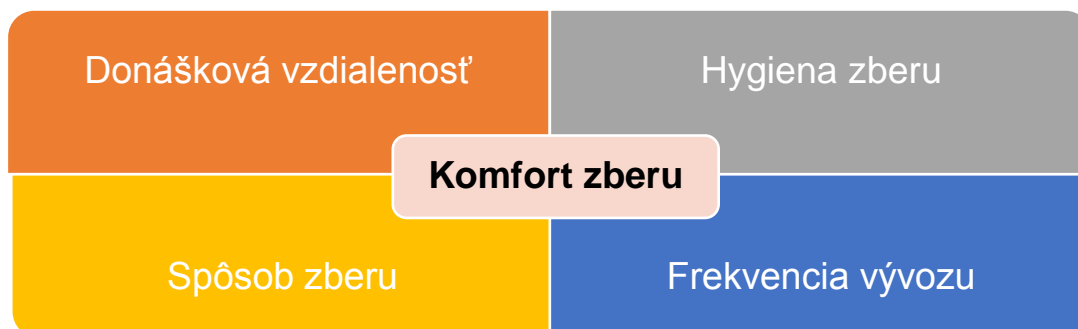 Donášková vzdialenosť
Hygiena zberu
Komfort zberu
Spôsob zberu
Frekvencia vývozu